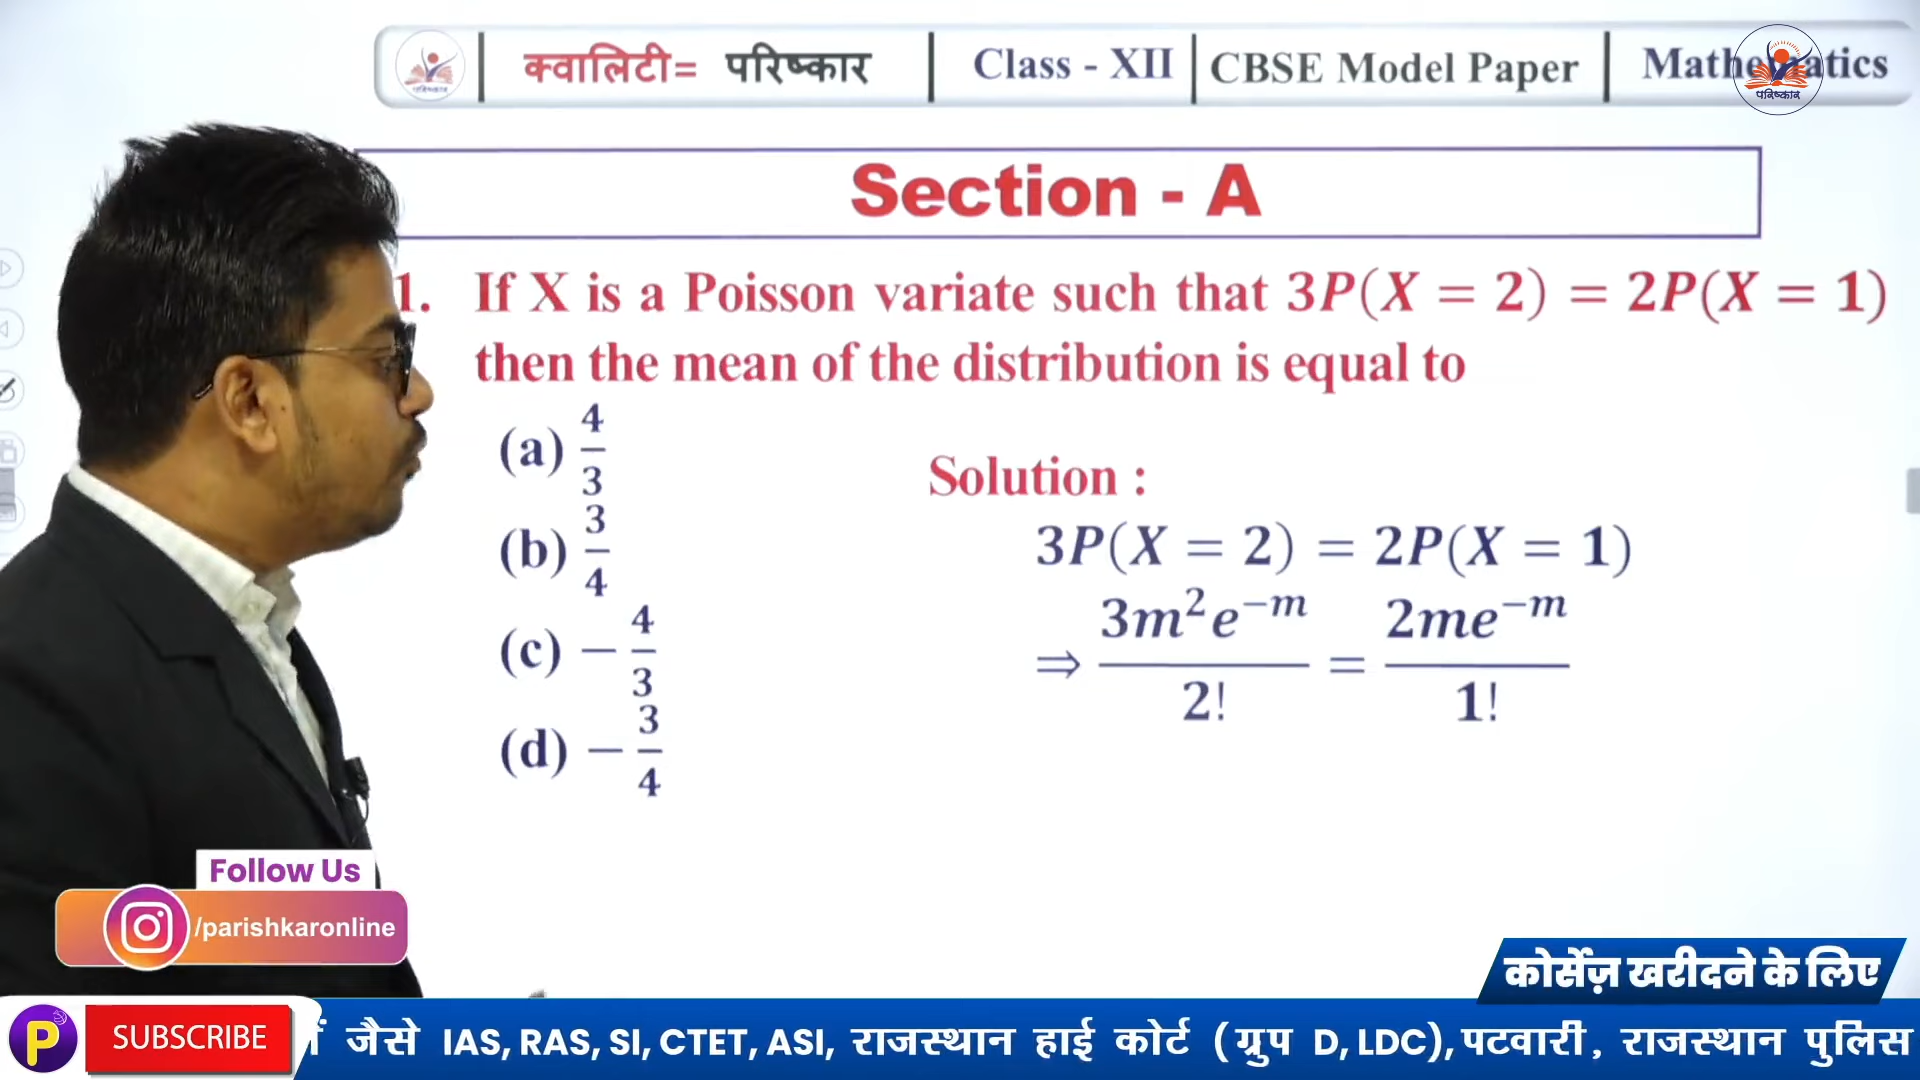 क्वालिटी= परिष्कार | Class - XII | CBSE Model Paper | Mathematics
परिष्कार
Section - A
1. If X is a Poisson variate such that 3P(X = 2) = 2P(X = 1)
then the mean of the distribution is equal to
(a) 4/3
(b) 3/4
(c) −4/3
(d) −3/4
Solution :
3P(X = 2) = 2P(X = 1)
⇒ 3m²e⁻ᵐ/2! = 2me⁻ᵐ/1!
Follow Us
/parishkaronline
कोर्सेज़ खरीदने के लिए
P SUBSCRIBE
जैसे IAS, RAS, SI, CTET, ASI, राजस्थान हाई कोर्ट (ग्रुप D, LDC), पटवारी, राजस्थान पुलिस